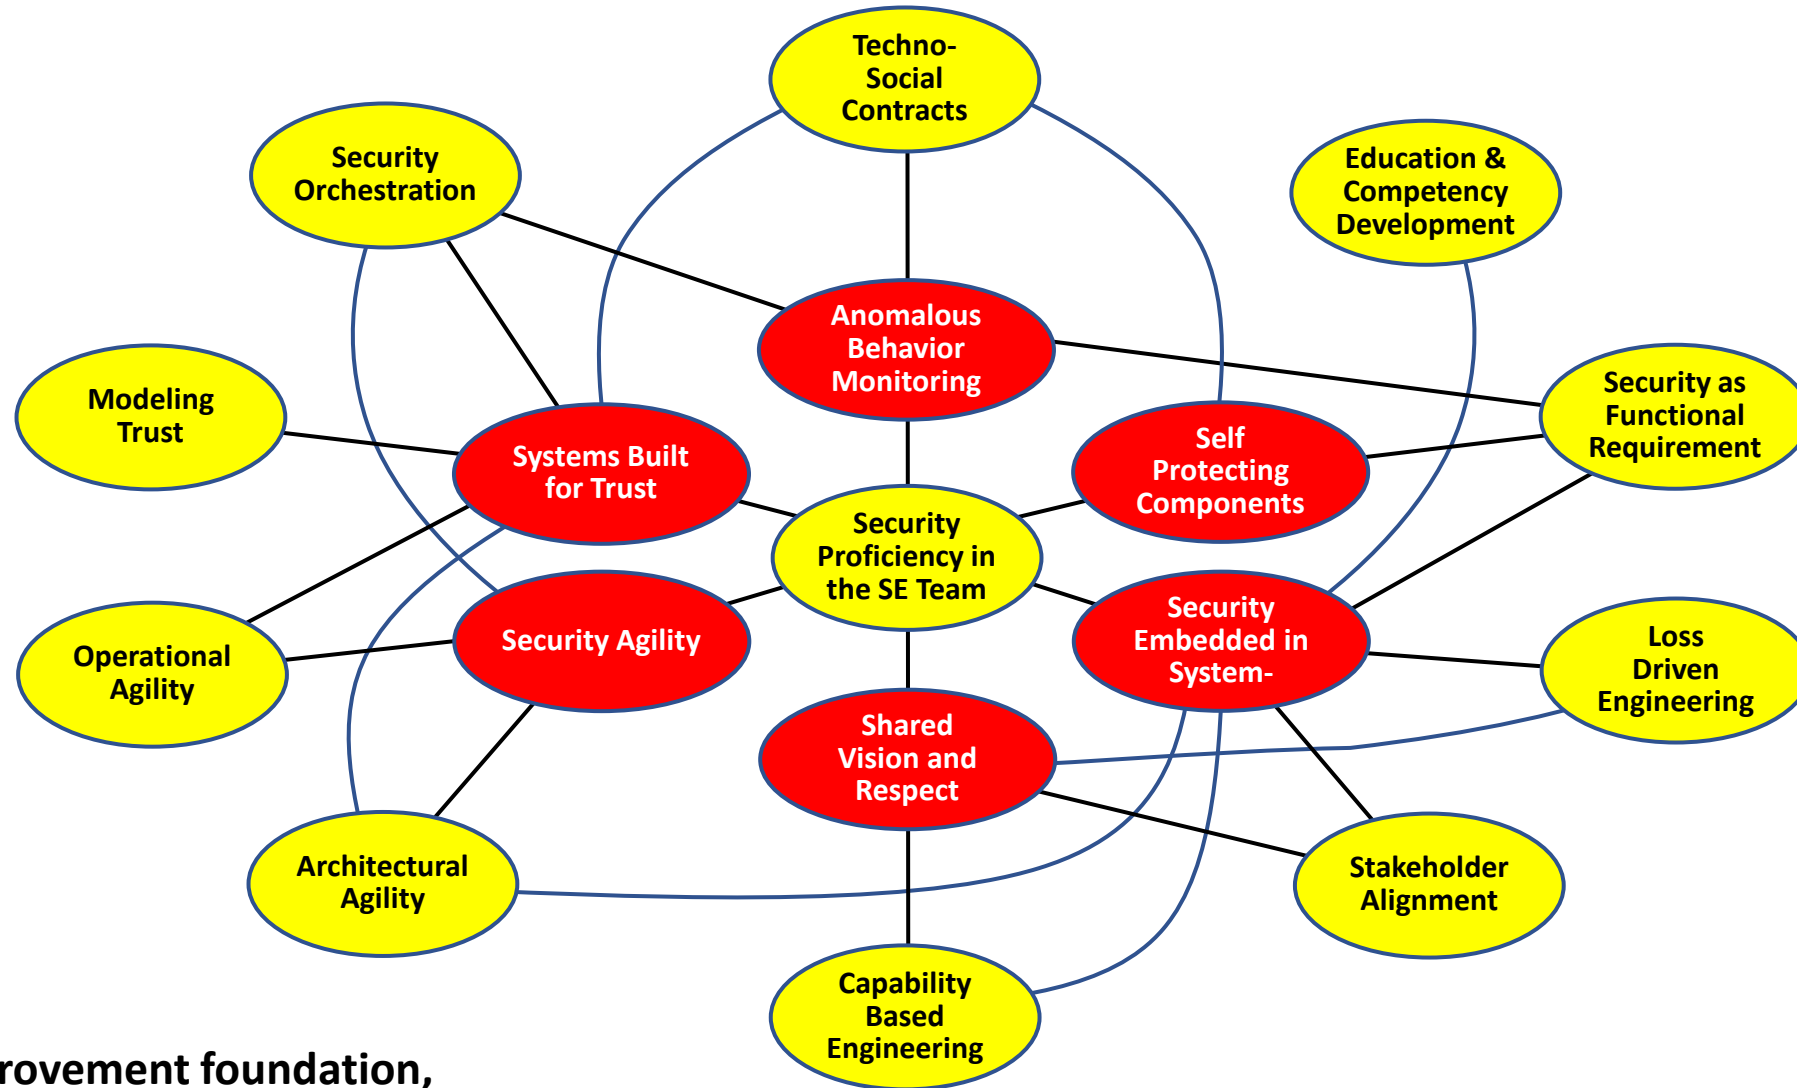 Techno-
Social
Contracts
Security
Orchestration
Education &
Competency
Development
Anomalous
Behavior
Monitoring
Modeling
Trust
Security as
Functional
Requirement
Systems Built
for Trust
Self
Protecting
Components
Security
Proficiency in
the SE Team
Operational
Agility
Security Agility
Security
Embedded in
System-
Loss
Driven
Engineering
Shared
Vision and
Respect
Architectural
Agility
Stakeholder
Alignment
Capability
Based
Engineering
rovement foundation,